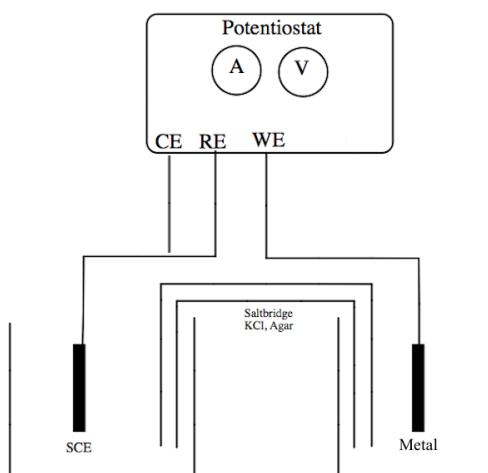 Potentiostat
A V
CE RE WE
Saltbridge
KCl, Agar
SCE
Metal